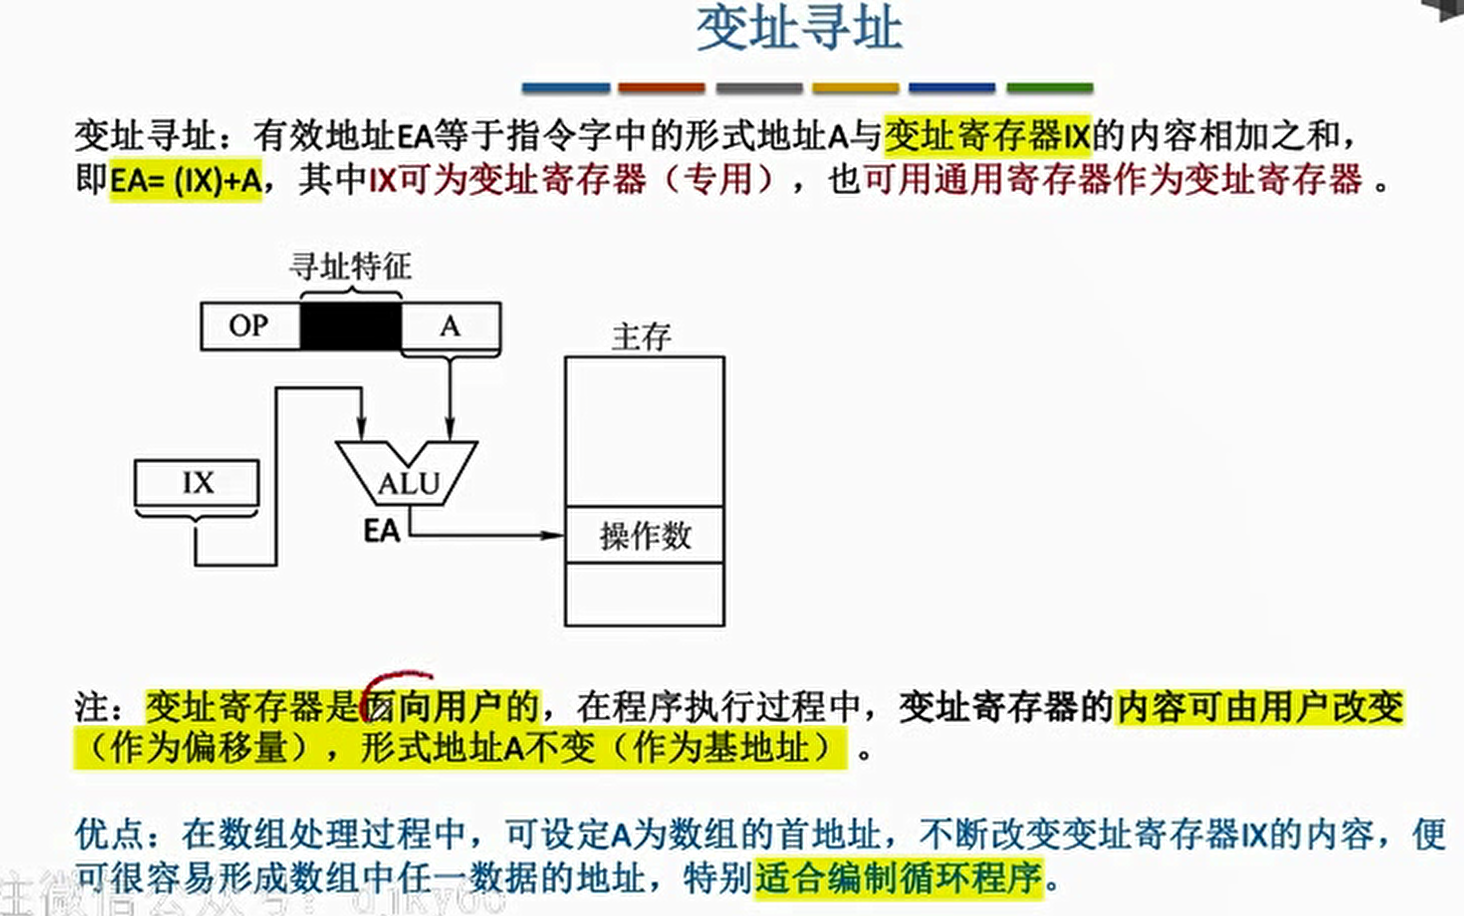 变址寻址
变址寻址：有效地址EA等于指令字中的形式地址A与变址寄存器IX的内容相加之和，
即EA= (IX)+A，其中IX可为变址寄存器（专用），也可用通用寄存器作为变址寄存器 。
寻址特征
OP
A
主存
IX
ALU
EA
操作数
注：变址寄存器是面向用户的，在程序执行过程中，变址寄存器的内容可由用户改变
（作为偏移量），形式地址A不变（作为基地址） 。
优点：在数组处理过程中，可设定A为数组的首地址，不断改变变址寄存器IX的内容，便
可很容易形成数组中任一数据的地址，特别适合编制循环程序。